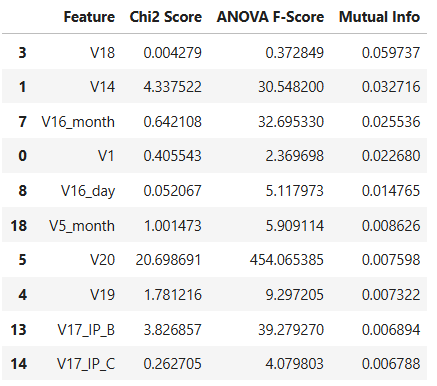 Feature Chi2 Score ANOVA F-Score Mutual Info
3 V18 0.004279 0.372849 0.059737
1 V14 4.337522 30.548200 0.032716
7 V16_month 0.642108 32.695330 0.025536
0 V1 0.405543 2.369698 0.022680
8 V16_day 0.052067 5.117973 0.014765
18 V5_month 1.001473 5.909114 0.008626
5 V20 20.698691 454.065385 0.007598
4 V19 1.781216 9.297205 0.007322
13 V17_IP_B 3.826857 39.279270 0.006894
14 V17_IP_C 0.262705 4.079803 0.006788